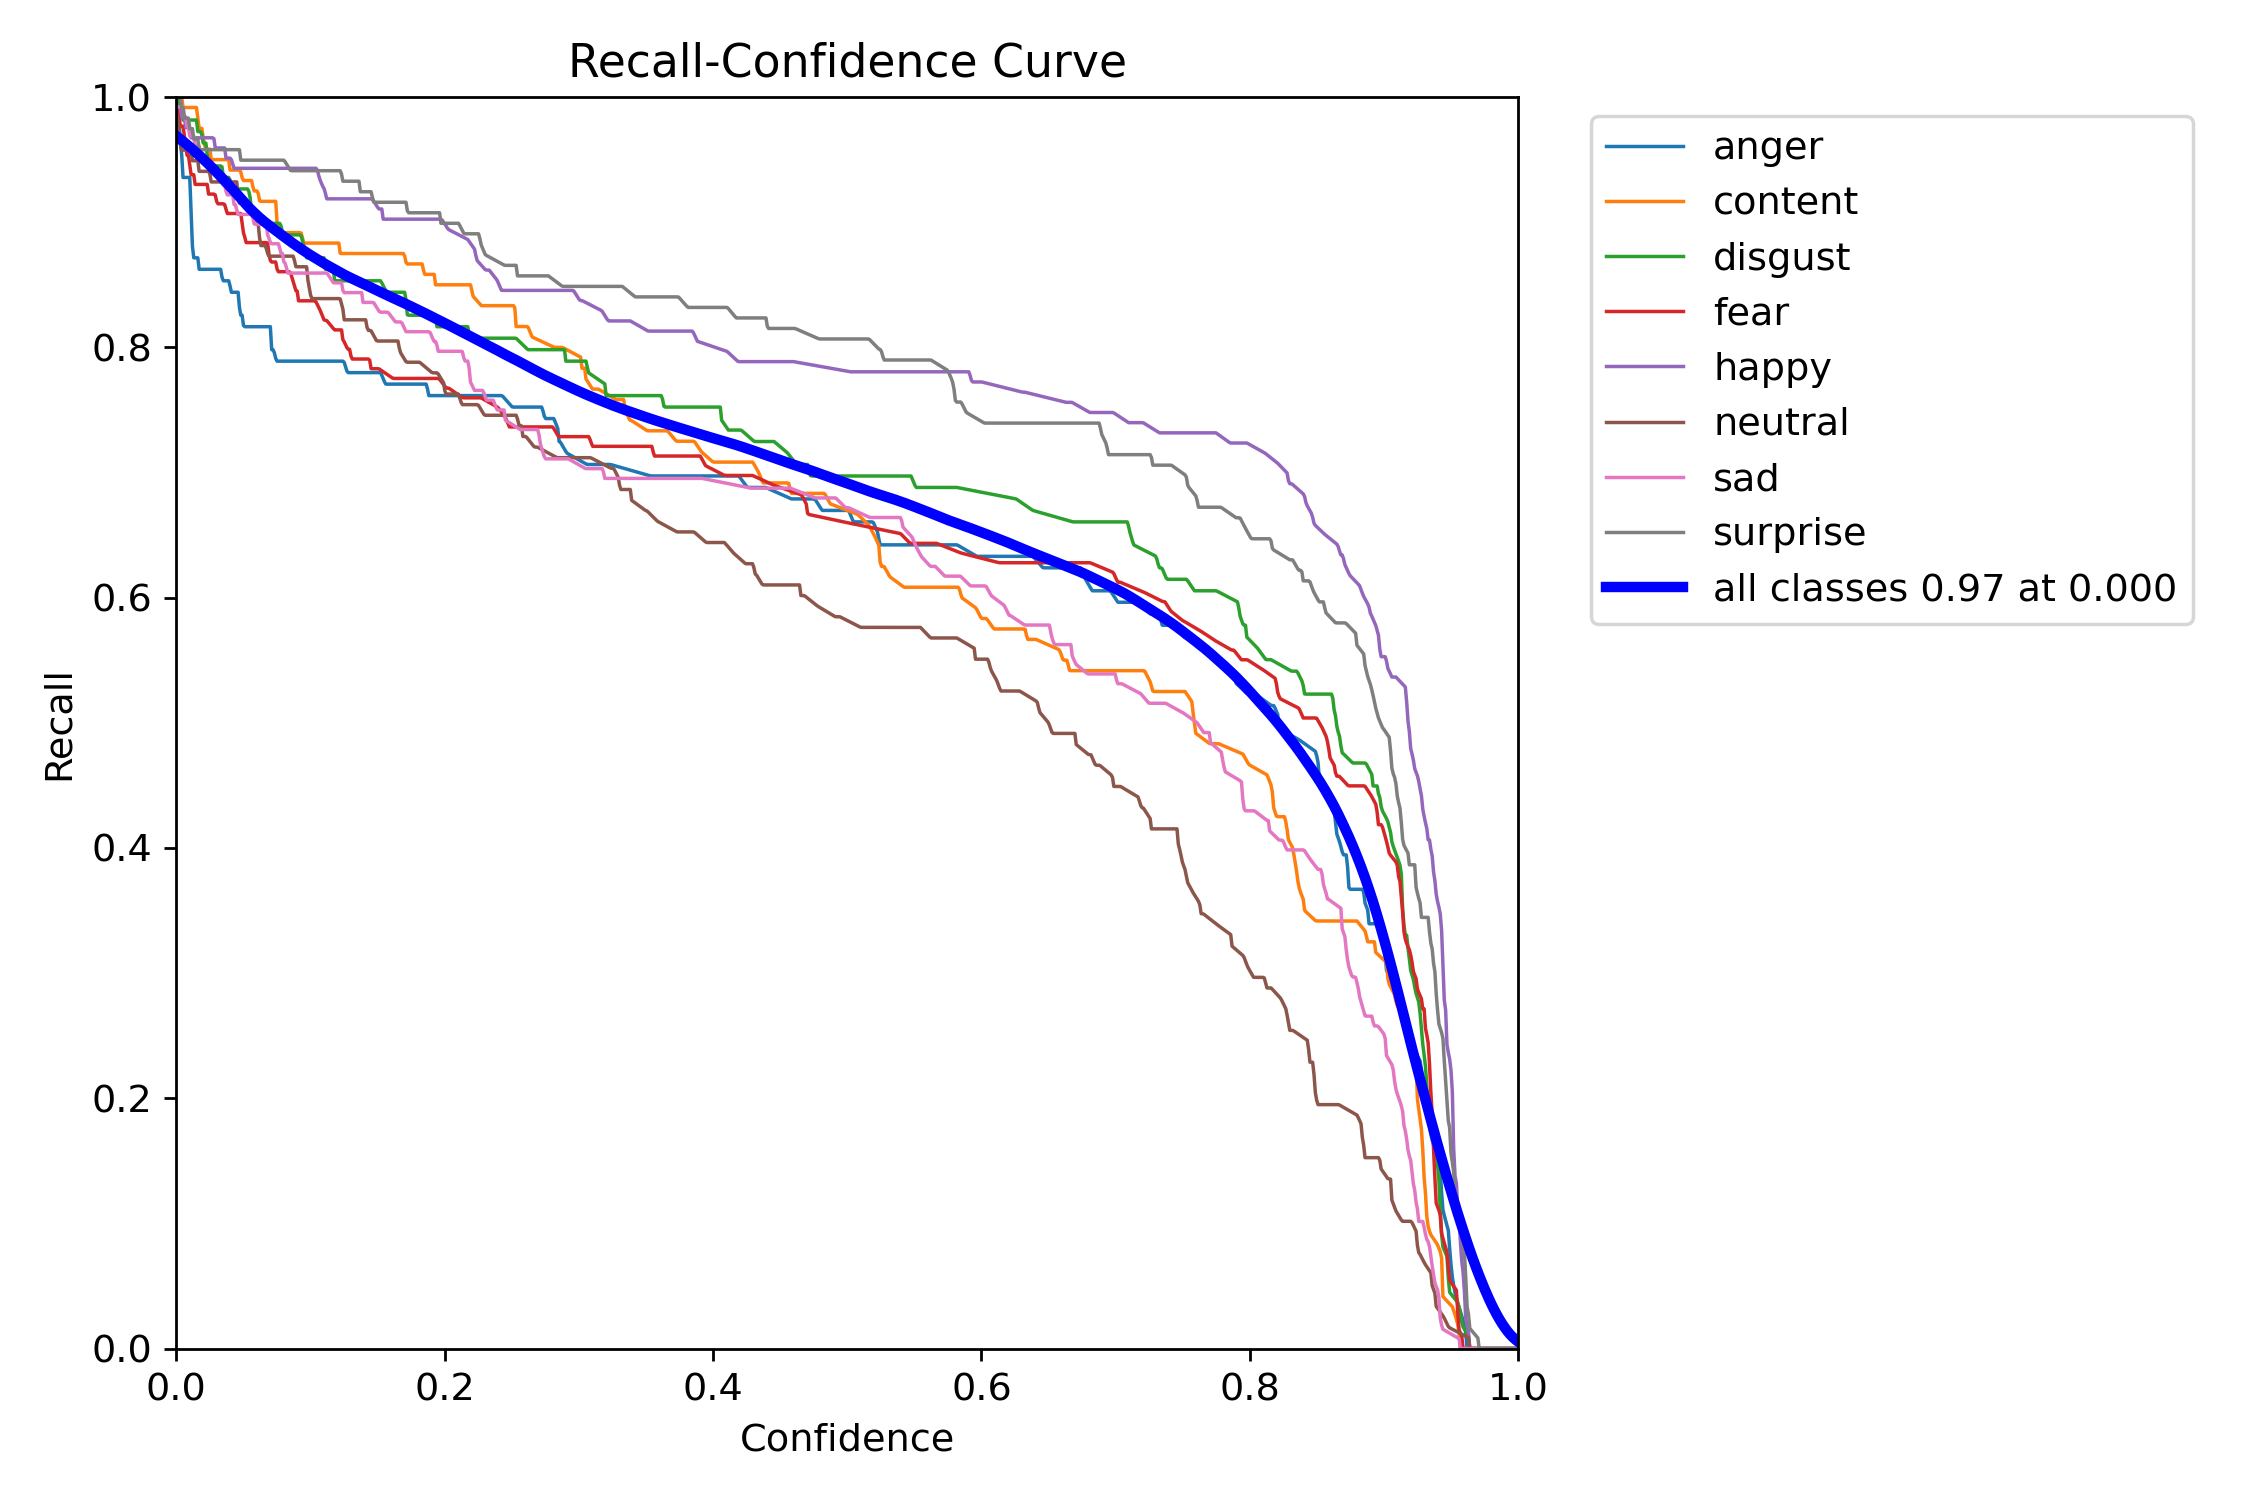 Recall-Confidence Curve
1.0
0.8
0.6
0.4
0.2
0.0
Recall
0.0 0.2 0.4 0.6 0.8 1.0
Confidence
anger
content
disgust
fear
happy
neutral
sad
surprise
all classes 0.97 at 0.000